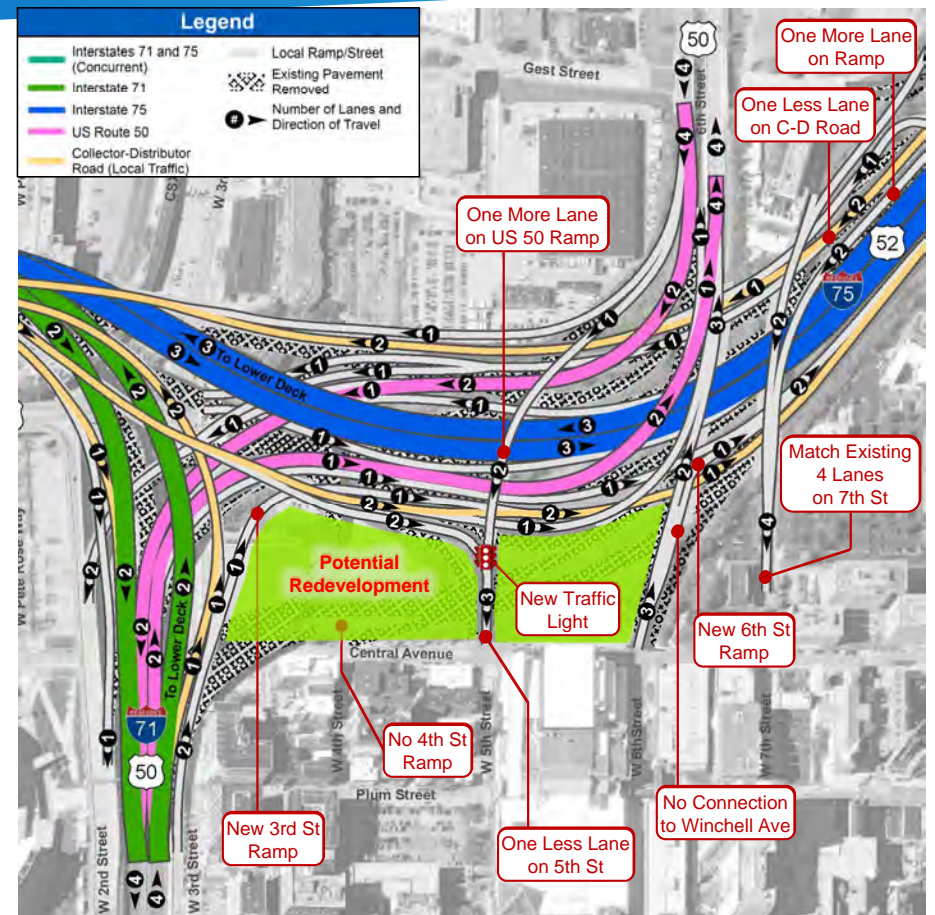 Legend
Interstates 71 and 75
(Concurrent)
Interstate 71
Interstate 75
US Route 50
Collector-Distributor
Road (Local Traffic)
Local Ramp/Street
Existing Pavement
Removed
#
Number of Lanes and
Direction of Travel
50
Gest Street
6th Street
One More Lane
on Ramp
One Less Lane
on C-D Road
One More Lane
on US 50 Ramp
52
75
To Lower Deck
To Lower Deck
Match Existing
4 Lanes
on 7th St
Potential
Redevelopment
New Traffic
Light
New 6th St
Ramp
Central Avenue
W Pete Rose Way
71
50
No 4th St
Ramp
Plum Street
New 3rd St
Ramp
One Less Lane
on 5th St
No Connection
to Winchell Ave
W 2nd Street
W 3rd Street
W 4th Street
W 5th Street
W 6th Street
W 7th Street